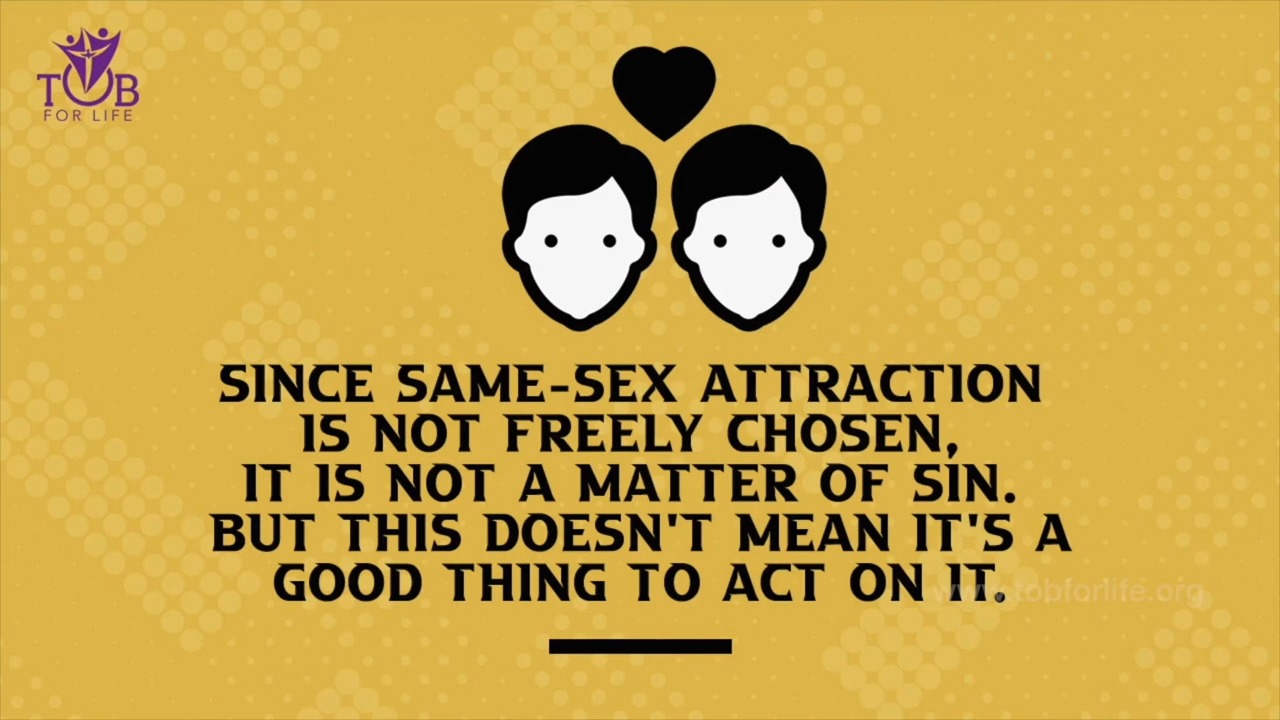 TOB
FOR LIFE
SINCE SAME-SEX ATTRACTION
IS NOT FREELY CHOSEN,
IT IS NOT A MATTER OF SIN.
BUT THIS DOESN'T MEAN IT'S A
GOOD THING TO ACT ON IT.
www.tobforlife.org